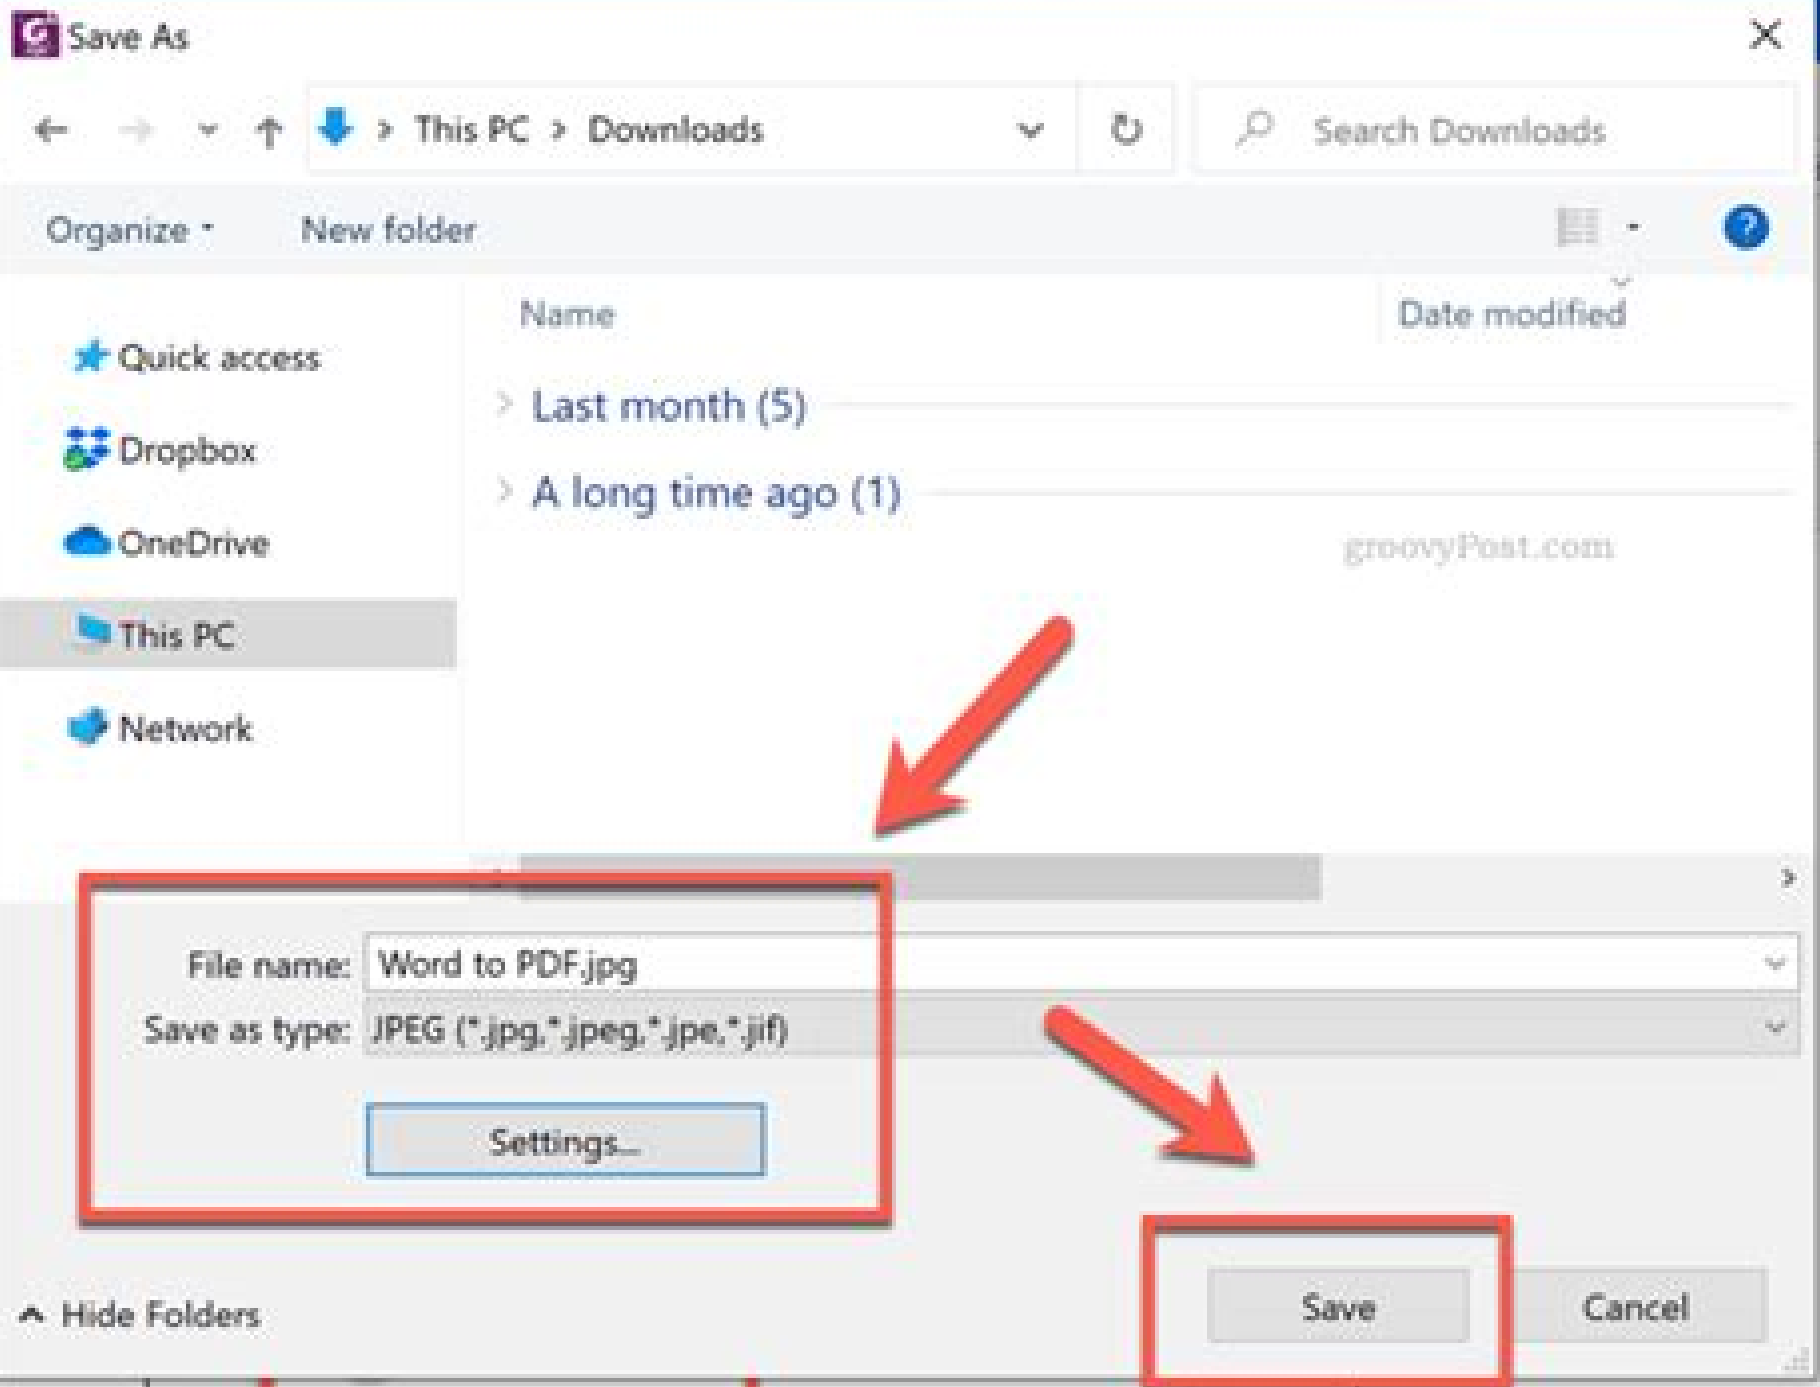 Save As
This PC > Downloads
Search Downloads
Organize
New folder
Name
Date modified
Quick access
Last month (5)
Dropbox
A long time ago (1)
OneDrive
groovyPost.com
This PC
Network
File name: Word to PDF.jpg
Save as type: JPEG (*.jpg,*.jpeg,*.jpe,*.jif)
Settings...
Hide Folders
Save
Cancel